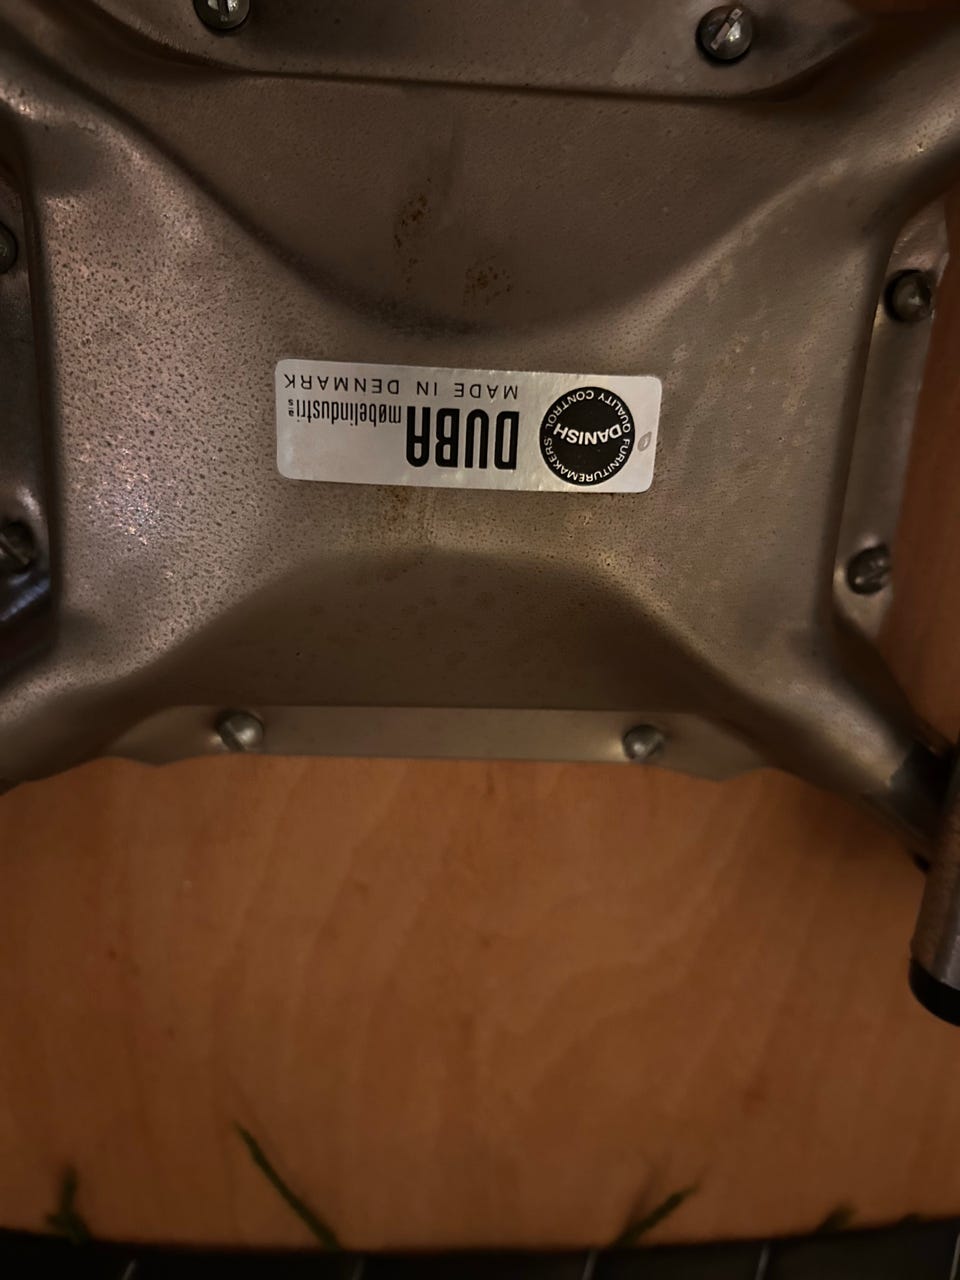 DANISH
FURNITUREMAKERS' QUALITY CONTROL
DUBA møbelindustri
MADE IN DENMARK